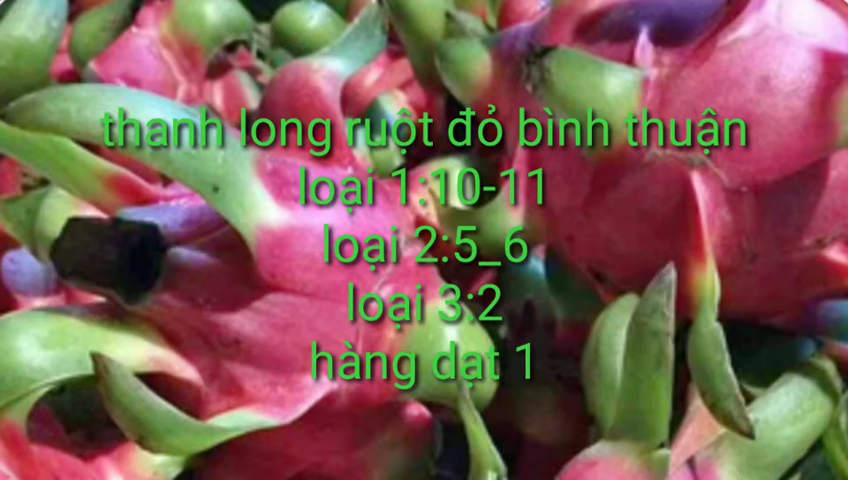 thanh long ruột đỏ bình thuận
loại 1:10-11
loại 2:5_6
loại 3:2
hàng dạt 1